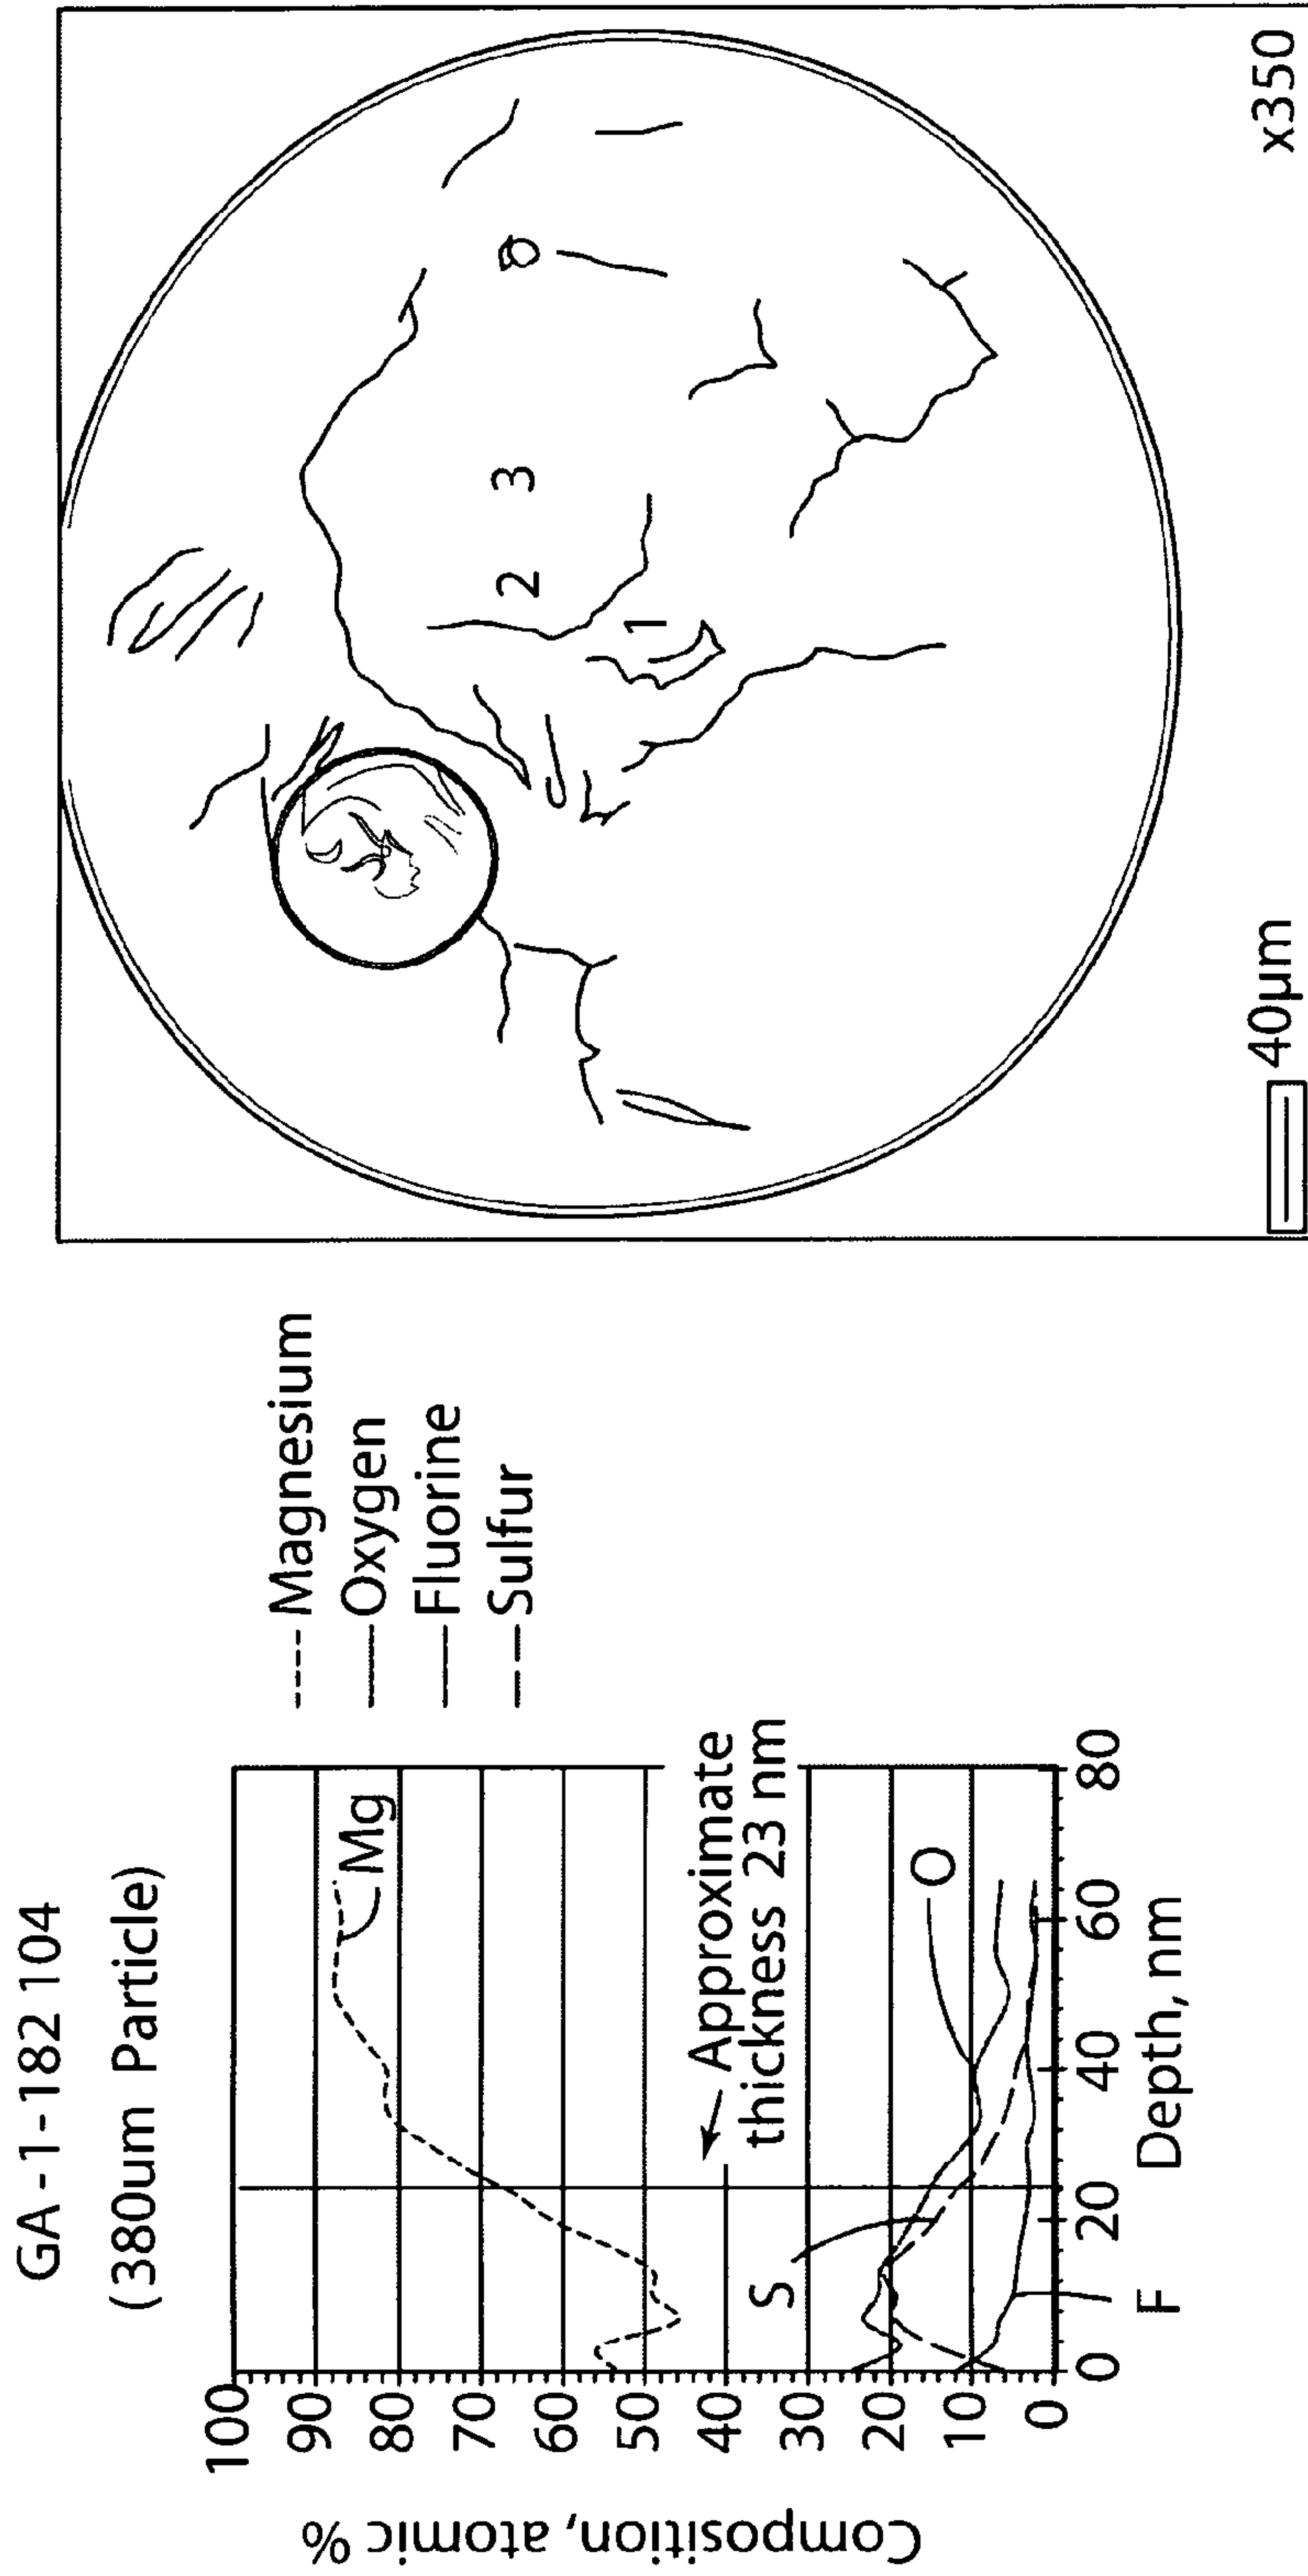 GA - 1 - 182 104
(380um Particle)
Composition, atomic %
100
90
80
70
60
50
40
30
20
10
0
Mg
Approximate
thickness 23 nm
S
O
F
0
20
40
60
80
Depth, nm
Magnesium
Oxygen
Fluorine
Sulfur
1
2
3
40µm
x350